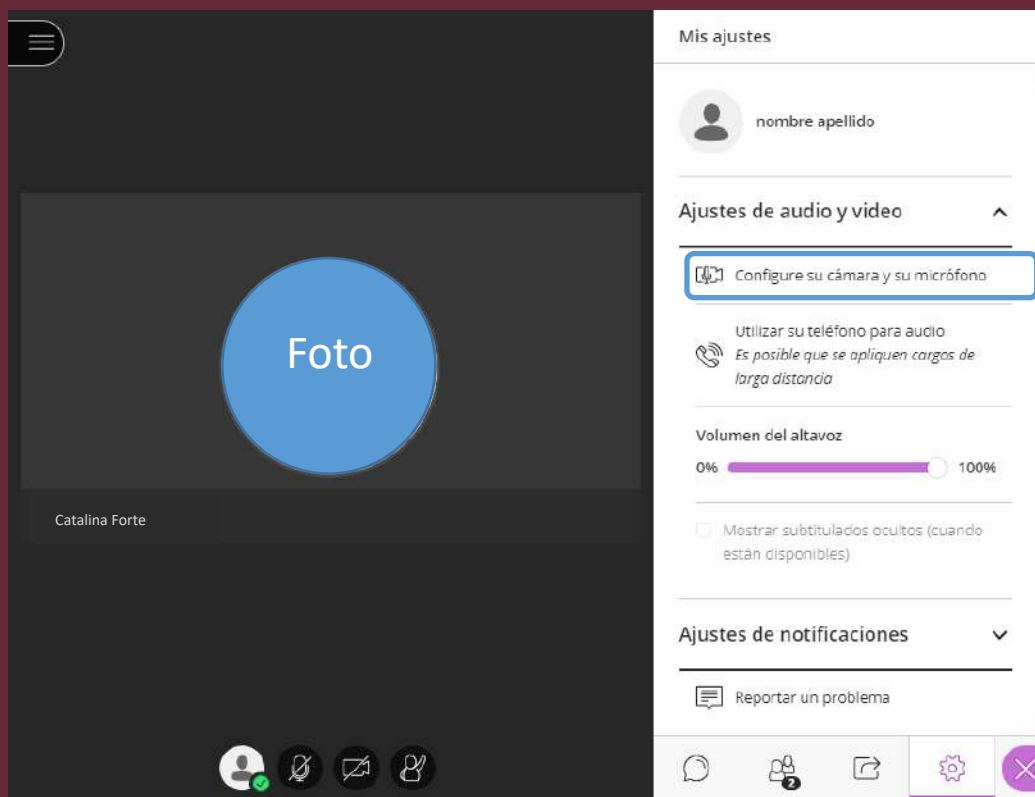 Mis ajustes
nombre apellido
Ajustes de audio y video
Configure su cámara y su micrófono
Utilizar su teléfono para audio
Es posible que se apliquen cargos de
larga distancia
Volumen del altavoz
0% 100%
Mostrar subtitulados ocultos (cuando
están disponibles)
Ajustes de notificaciones
Reportar un problema
2
Foto
Catalina Forte